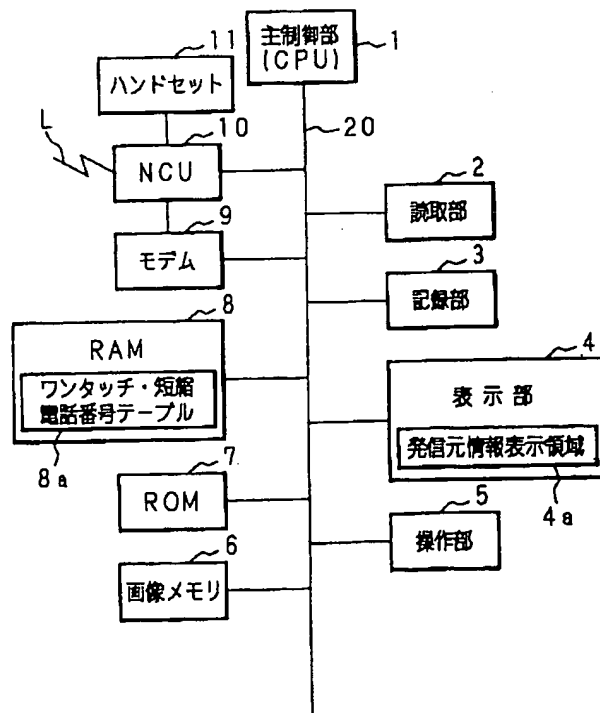 主制御部
(CPU)
1
11
ハンドセット
20
L
10
NCU
2
読取部
9
モデム
3
記録部
8
RAM
ワンタッチ・短縮
電話番号テーブル
8a
4
表示部
発信元情報表示領域
4a
7
ROM
5
操作部
6
画像メモリ